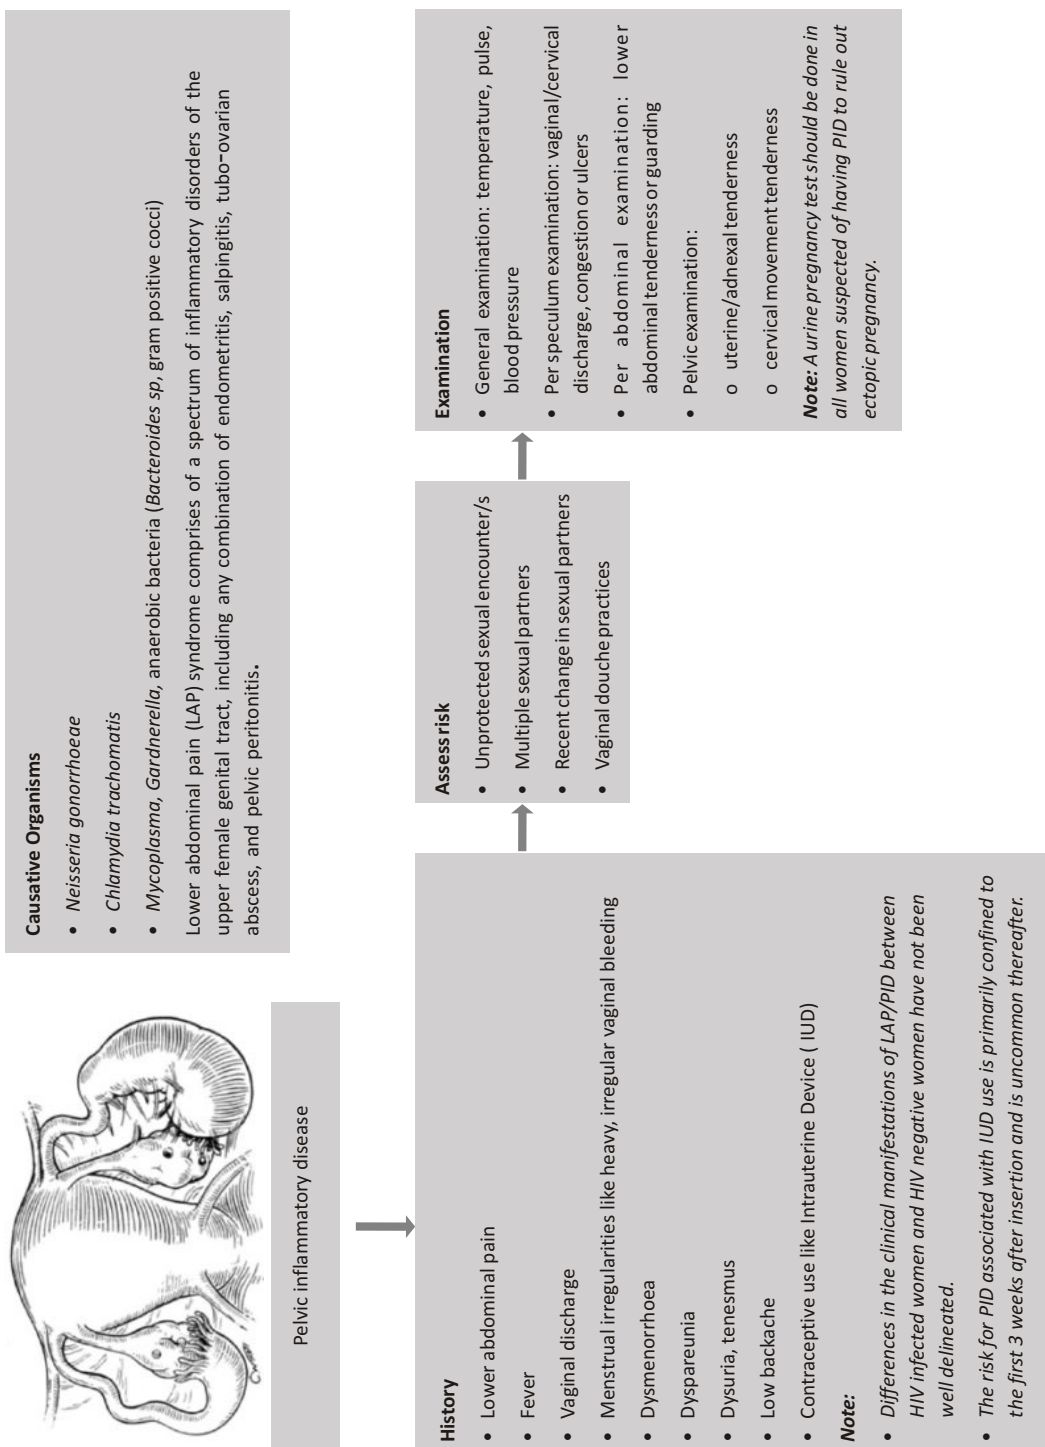 Causative Organisms
• Neisseria gonorrhoeae
• Chlamydia trachomatis
• Mycoplasma, Gardnerella, anaerobic bacteria (Bacteroides sp, gram positive cocci)
Lower abdominal pain (LAP) syndrome comprises of a spectrum of inflammatory disorders of the
upper female genital tract, including any combination of endometritis, salpingitis, tubo-ovarian
abscess, and pelvic peritonitis.
Pelvic inflammatory disease
History
• Lower abdominal pain
• Fever
• Vaginal discharge
• Menstrual irregularities like heavy, irregular vaginal bleeding
• Dysmenorrhoea
• Dyspareunia
• Dysuria, tenesmus
• Low backache
• Contraceptive use like Intrauterine Device ( IUD)
Note:
• Differences in the clinical manifestations of LAP/PID between
HIV infected women and HIV negative women have not been
well delineated.
• The risk for PID associated with IUD use is primarily confined to
the first 3 weeks after insertion and is uncommon thereafter.
Assess risk
• Unprotected sexual encounter/s
• Multiple sexual partners
• Recent change in sexual partners
• Vaginal douche practices
Examination
• General examination: temperature, pulse,
blood pressure
• Per speculum examination: vaginal/cervical
discharge, congestion or ulcers
• Per abdominal examination: lower
abdominal tenderness or guarding
• Pelvic examination:
o uterine/adnexal tenderness
o cervical movement tenderness
Note: A urine pregnancy test should be done in
all women suspected of having PID to rule out
ectopic pregnancy.